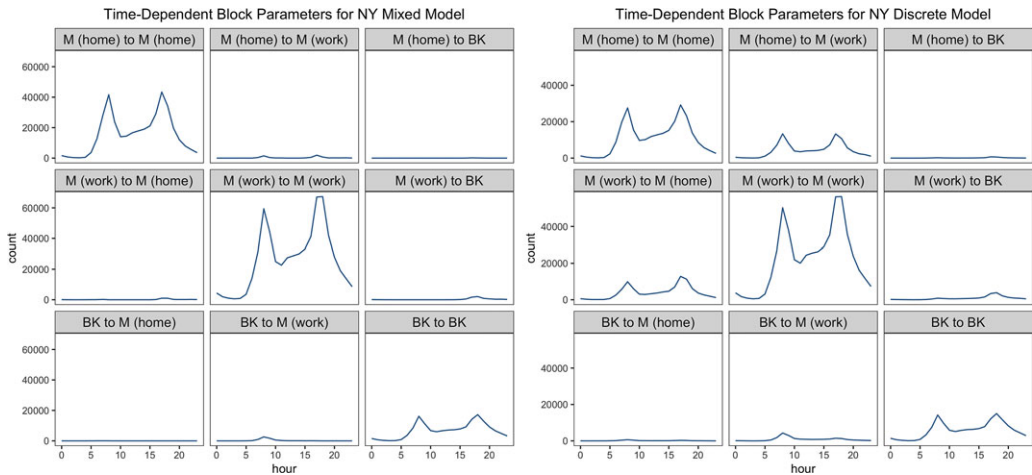 Time-Dependent Block Parameters for NY Mixed Model
M (home) to M (home)
M (home) to M (work)
M (home) to BK
60000
40000
20000
0
M (work) to M (home)
M (work) to M (work)
M (work) to BK
60000
40000
20000
0
count
BK to M (home)
BK to M (work)
BK to BK
60000
40000
20000
0
0 5 10 15 20
0 5 10 15 20
0 5 10 15 20
hour
Time-Dependent Block Parameters for NY Discrete Model
M (home) to M (home)
M (home) to M (work)
M (home) to BK
40000
20000
0
M (work) to M (home)
M (work) to M (work)
M (work) to BK
40000
20000
0
count
BK to M (home)
BK to M (work)
BK to BK
40000
20000
0
0 5 10 15 20
0 5 10 15 20
0 5 10 15 20
hour